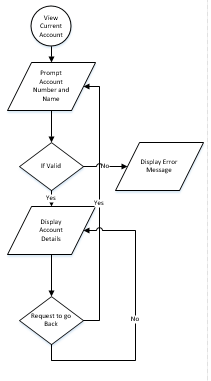 View
Current
Account
Prompt
Account
Number and
Name
If Valid
No
Display Error
Message
Yes
Yes
Display
Account
Details
Request to go
Back
No